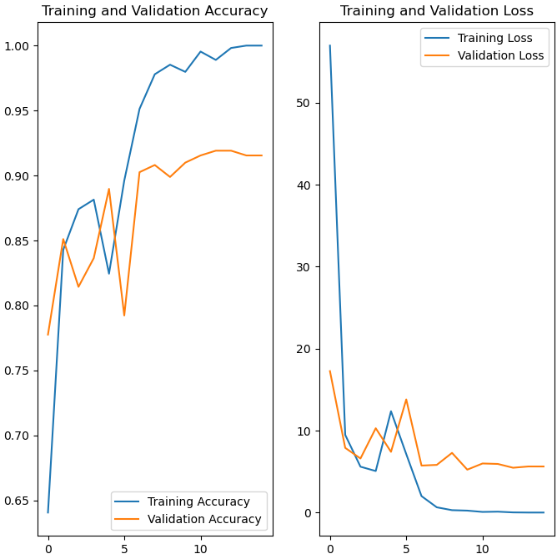 Training and Validation Accuracy
1.00
0.95
0.90
0.85
0.80
0.75
0.70
0.65
Training Accuracy
Validation Accuracy
0 5 10
Training and Validation Loss
Training Loss
Validation Loss
50
40
30
20
10
0
0 5 10